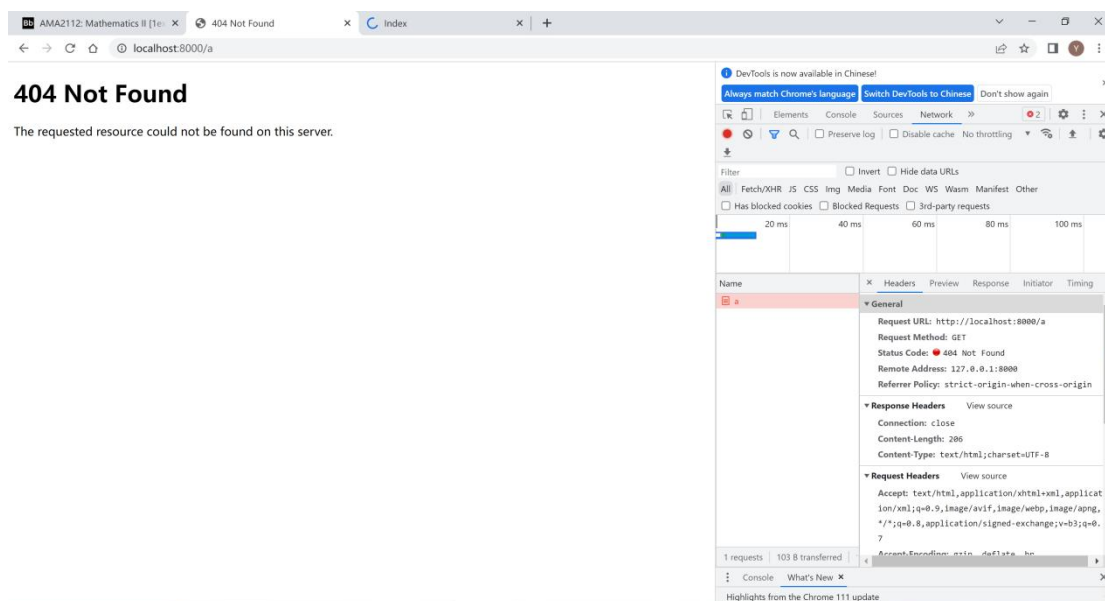 Bb AMA2112: Mathematics II [1e
404 Not Found
Index
localhost:8000/a
Y
404 Not Found
The requested resource could not be found on this server.
DevTools is now available in Chinese!
Always match Chrome's language Switch DevTools to Chinese Don't show again
Elements Console Sources Network » 2
Preserve log Disable cache No throttling
Filter Invert Hide data URLs
All Fetch/XHR JS CSS Img Media Font Doc WS Wasm Manifest Other
Has blocked cookies Blocked Requests 3rd-party requests
20 ms 40 ms 60 ms 80 ms 100 ms
Name
a
× Headers Preview Response Initiator Timing
General
Request URL: http://localhost:8000/a
Request Method: GET
Status Code: 404 Not Found
Remote Address: 127.0.0.1:8000
Referrer Policy: strict-origin-when-cross-origin
Response Headers View source
Connection: close
Content-Length: 206
Content-Type: text/html;charset=UTF-8
Request Headers View source
Accept: text/html,application/xhtml+xml,applicat
ion/xml;q=0.9,image/avif,image/webp,image/apng,
*/*;q=0.8,application/signed-exchange;v=b3;q=0.
7
Accept-Encoding: gzip, deflate, br
1 requests 103 B transferred
Console What's New ×
Highlights from the Chrome 111 update